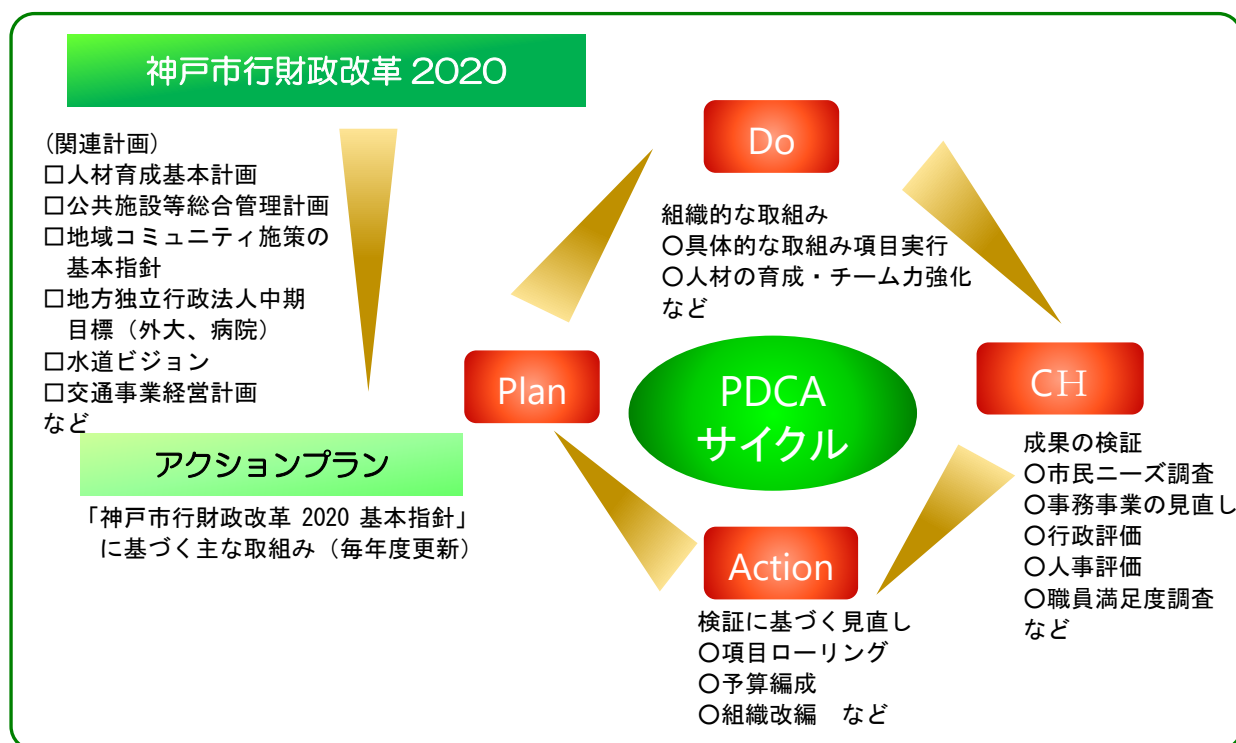 神戸市行財政改革 2020
(関連計画)
□人材育成基本計画
□公共施設等総合管理計画
□地域コミュニティ施策の
基本指針
□地方独立行政法人中期
目標（外大、病院）
□水道ビジョン
□交通事業経営計画
など
アクションプラン
「神戸市行財政改革 2020 基本指針」
に基づく主な取組み（毎年度更新）
Plan
Do
組織的な取組み
○具体的な取組み項目実行
○人材の育成・チーム力強化
など
PDCA
サイクル
CH
成果の検証
○市民ニーズ調査
○事務事業の見直し
○行政評価
○人事評価
○職員満足度調査
など
Action
検証に基づく見直し
○項目ローリング
○予算編成
○組織改編　など